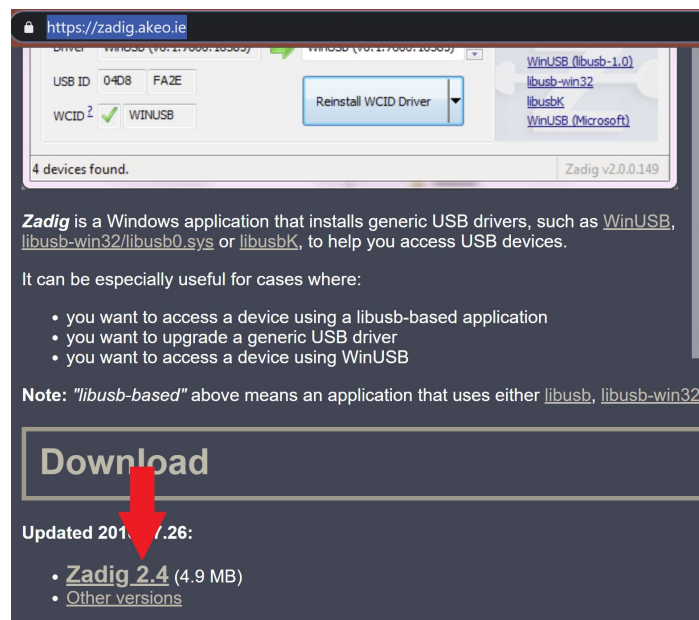 https://zadig.akeo.ie
WinUSB (libusb-1.0)
USB ID 04D8 FA2E
libusb-win32
Reinstall WCID Driver
libusbK
WCID ? WINUSB
WinUSB (Microsoft)
4 devices found. Zadig v2.0.0.149
Zadig is a Windows application that installs generic USB drivers, such as WinUSB,
libusb-win32/libusb0.sys or libusbK, to help you access USB devices.
It can be especially useful for cases where:
• you want to access a device using a libusb-based application
• you want to upgrade a generic USB driver
• you want to access a device using WinUSB
Note: "libusb-based" above means an application that uses either libusb, libusb-win32
Download
Updated
• Zadig 2.4 (4.9 MB)
• Other versions